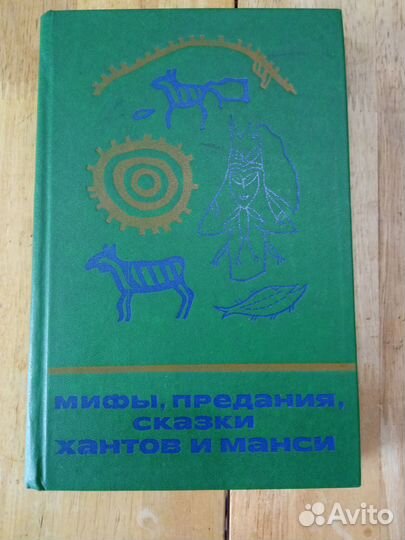 мифы, предания,
сказки
хантов и манси
Avito